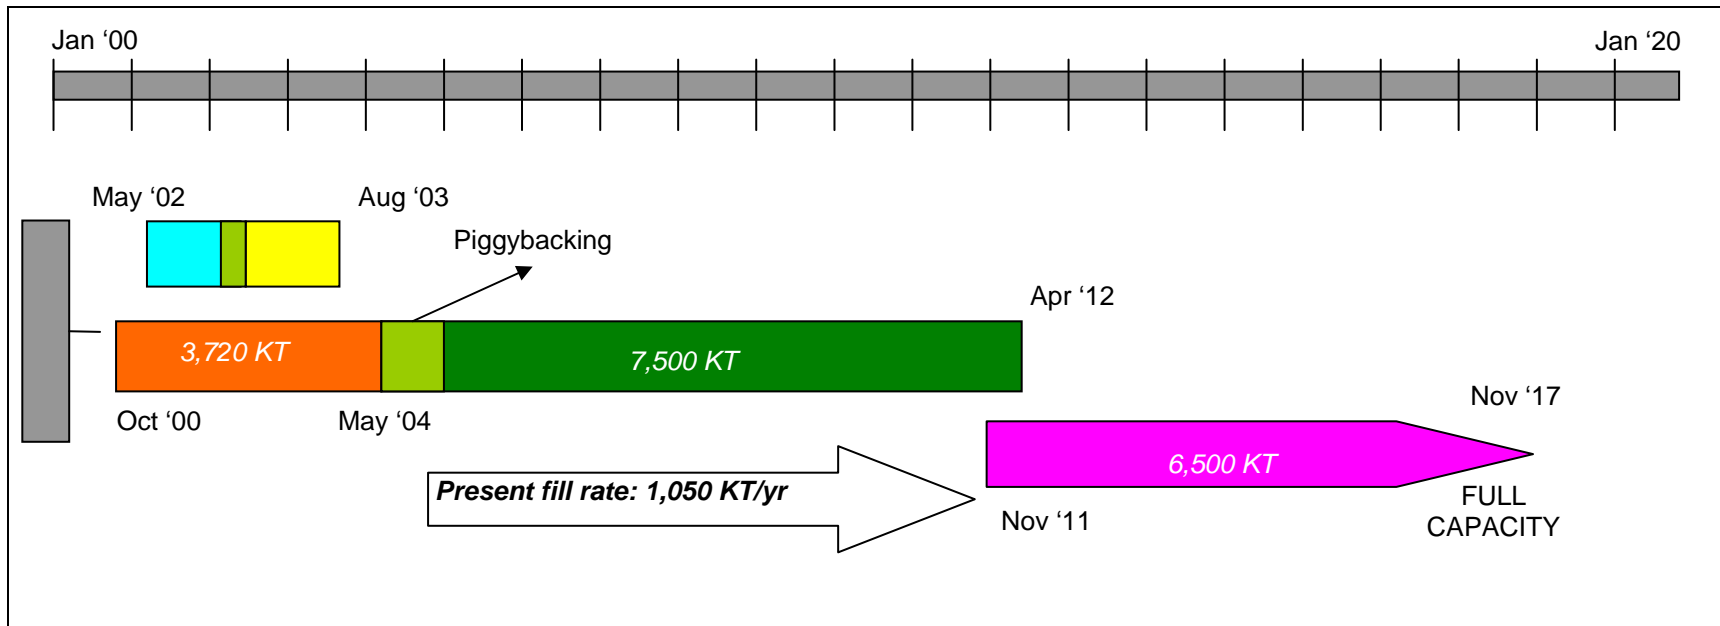 Jan ‘00
Jan ‘20
May ‘02
Aug ‘03
Piggybacking
Apr ‘12
3,720 KT
7,500 KT
Oct ‘00
May ‘04
Nov ‘17
6,500 KT
Present fill rate: 1,050 KT/yr
Nov ‘11
FULL
CAPACITY